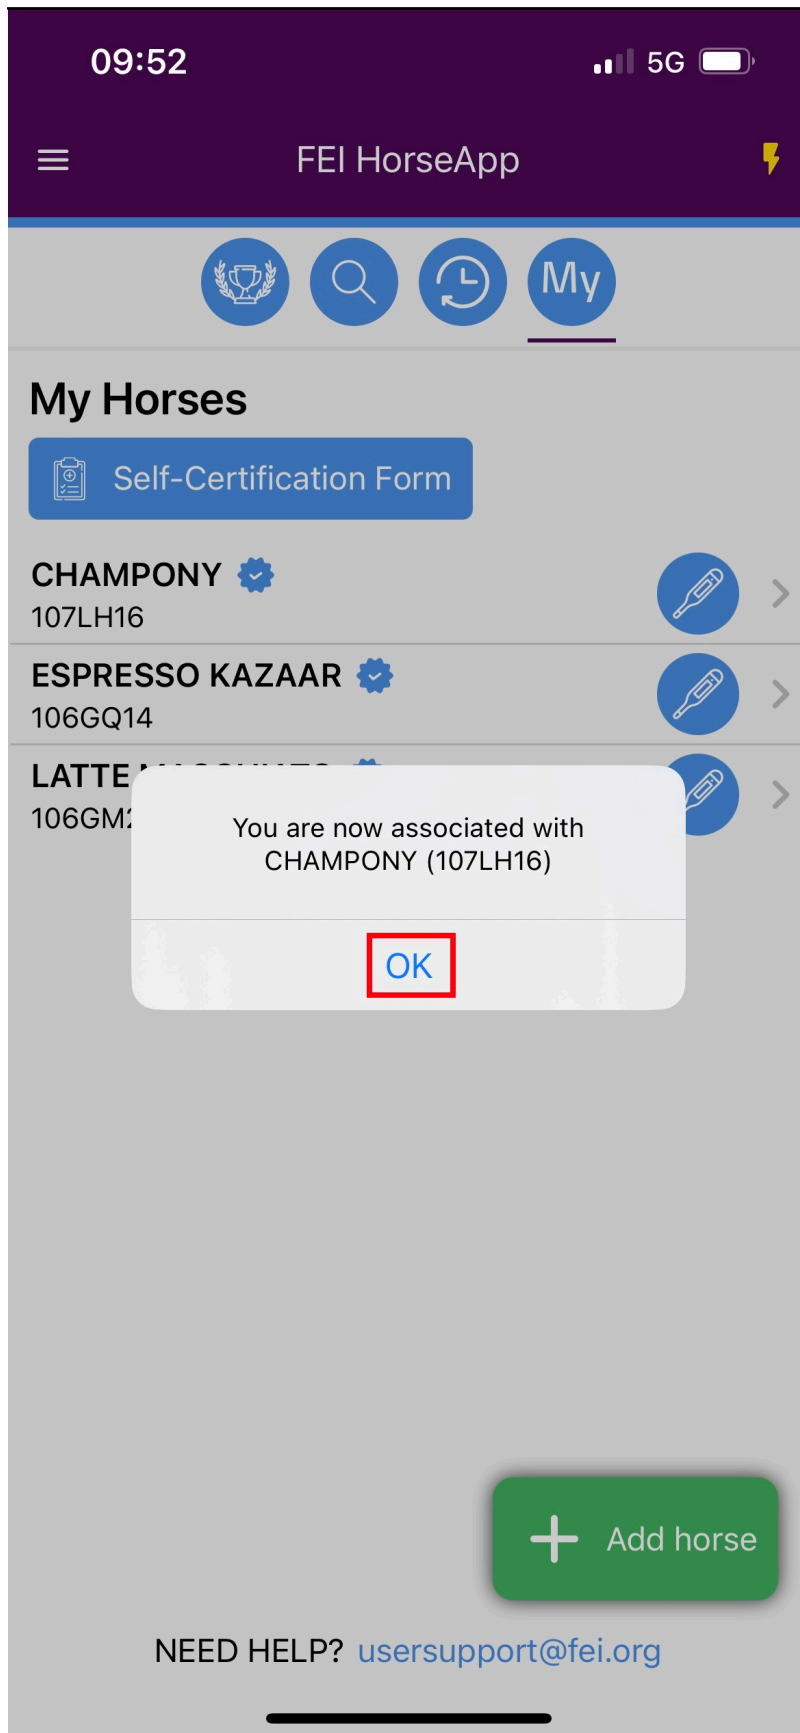 09:52 5G
FEI HorseApp
My
My Horses
Self-Certification Form
CHAMPONY
107LH16
ESPRESSO KAZAAR
106GQ14
LATTE
You are now associated with
CHAMPONY (107LH16)
OK
Add horse
NEED HELP? usersupport@fei.org